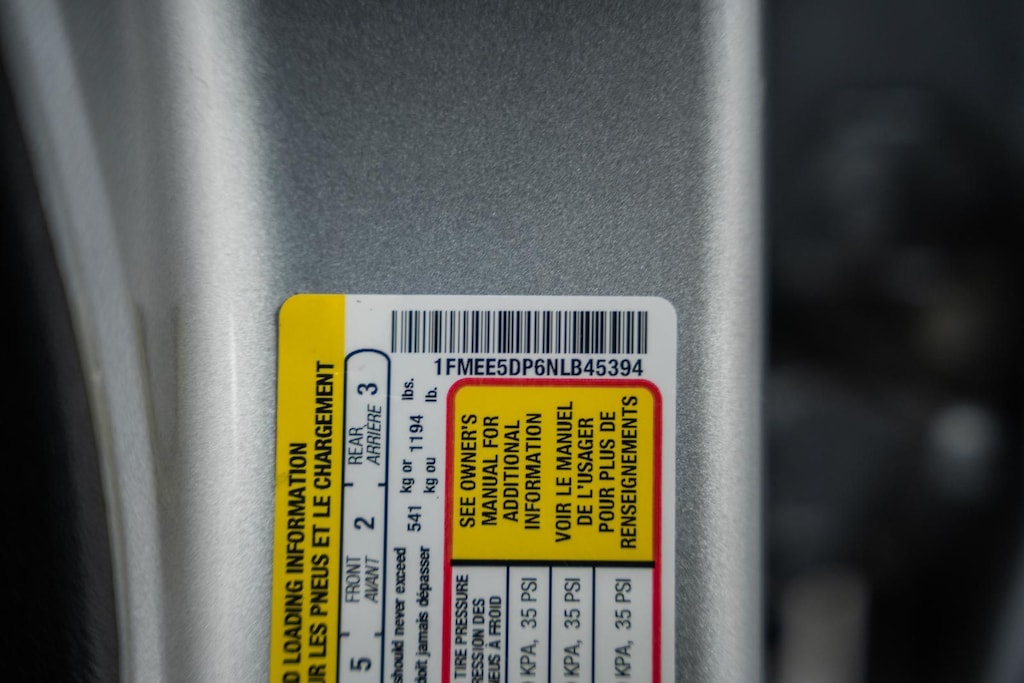 1FMEE5DP6NLB45394
LOADING INFORMATION
LES PNEUS ET LE CHARGEMENT
5 FRONT 2 REAR 3
AVANT ARRIÈRE
should never exceed 541 kg or 1194 lbs.
doit jamais dépasser kg ou lb.
SEE OWNER'S
MANUAL FOR
ADDITIONAL
INFORMATION
VOIR LE MANUEL
DE L'USAGER
POUR PLUS DE
RENSEIGNEMENTS
TIRE PRESSURE
DES
À FROID
KPA, 35 PSI
KPA, 35 PSI
KPA, 35 PSI